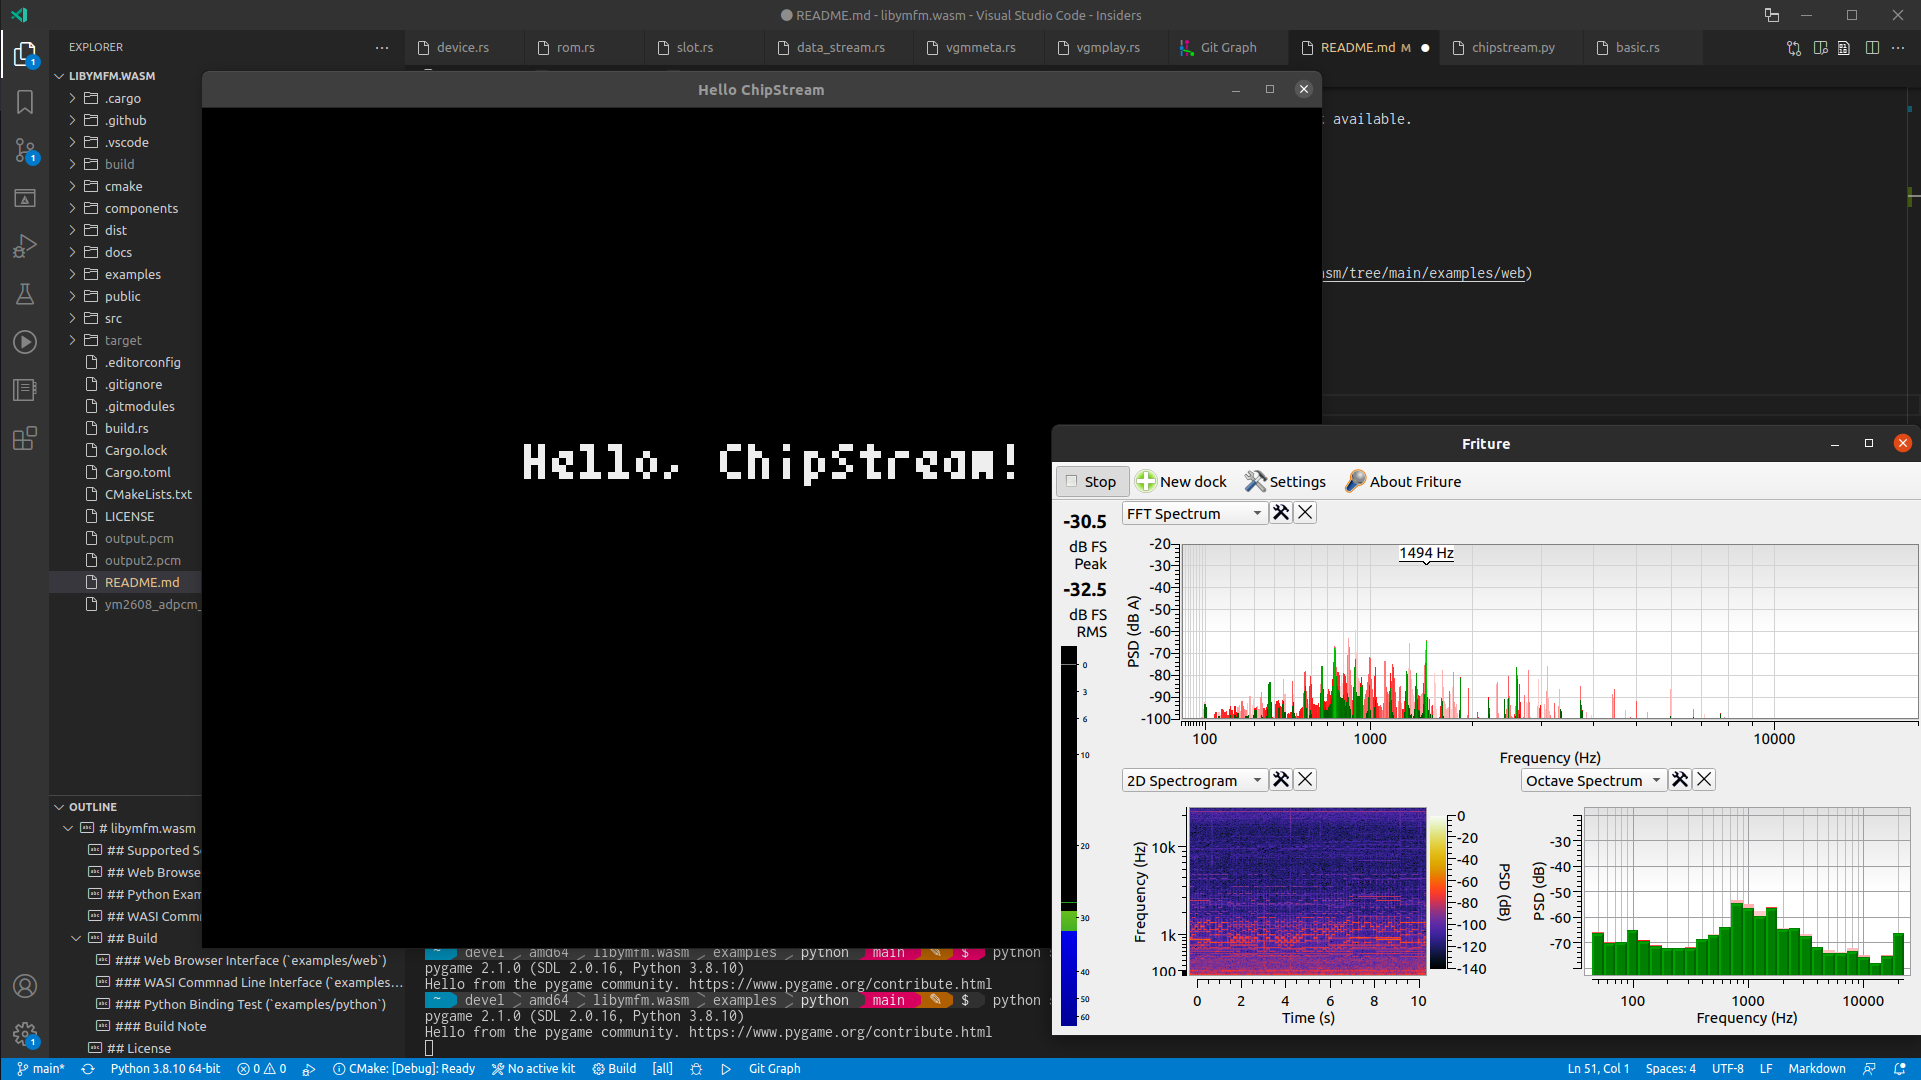 README.md - libymfm.wasm - Visual Studio Code - Insiders
EXPLORER
device.rs
rom.rs
slot.rs
data_stream.rs
vgmmeta.rs
vgmplay.rs
Git Graph
README.md M
chipstream.py
basic.rs
LIBYMFM.WASM
.cargo
.github
.vscode
build
cmake
components
dist
docs
examples
public
src
target
.editorconfig
.gitignore
.gitmodules
build.rs
Cargo.lock
Cargo.toml
CMakeLists.txt
LICENSE
output.pcm
output2.pcm
README.md
ym2608_adpcm_
OUTLINE
# libymfm.wasm
## Supported S
## Web Browse
## Python Exam
## WASI Comm
## Build
### Web Browser Interface (`examples/web`)
### WASI Commnad Line Interface (`examples...
### Python Binding Test (`examples/python`)
### Build Note
## License
1
1
1
Hello ChipStream
Hello, ChipStream!
available.
asm/tree/main/examples/web)
~ devel amd64 libymfm.wasm examples python main $ python
pygame 2.1.0 (SDL 2.0.16, Python 3.8.10)
Hello from the pygame community. https://www.pygame.org/contribute.html
~ devel amd64 libymfm.wasm examples python main $ python
pygame 2.1.0 (SDL 2.0.16, Python 3.8.10)
Hello from the pygame community. https://www.pygame.org/contribute.html
Friture
Stop
New dock
Settings
About Friture
-30.5
dB FS
Peak
-32.5
dB FS
RMS
0
3
6
10
20
30
40
50
60
FFT Spectrum
1494 Hz
PSD (dB A)
-20
-30
-40
-50
-60
-70
-80
-90
-100
100
1000
10000
Frequency (Hz)
2D Spectrogram
Frequency (Hz)
10k
1k
100
0
2
4
6
8
10
Time (s)
0
-20
-40
-60
-80
-100
-120
-140
PSD (dB)
Octave Spectrum
PSD (dB)
-30
-40
-50
-60
-70
100
1000
10000
Frequency (Hz)
main*
Python 3.8.10 64-bit
0
0
CMake: [Debug]: Ready
No active kit
Build
[all]
Git Graph
Ln 51, Col 1
Spaces: 4
UTF-8
LF
Markdown